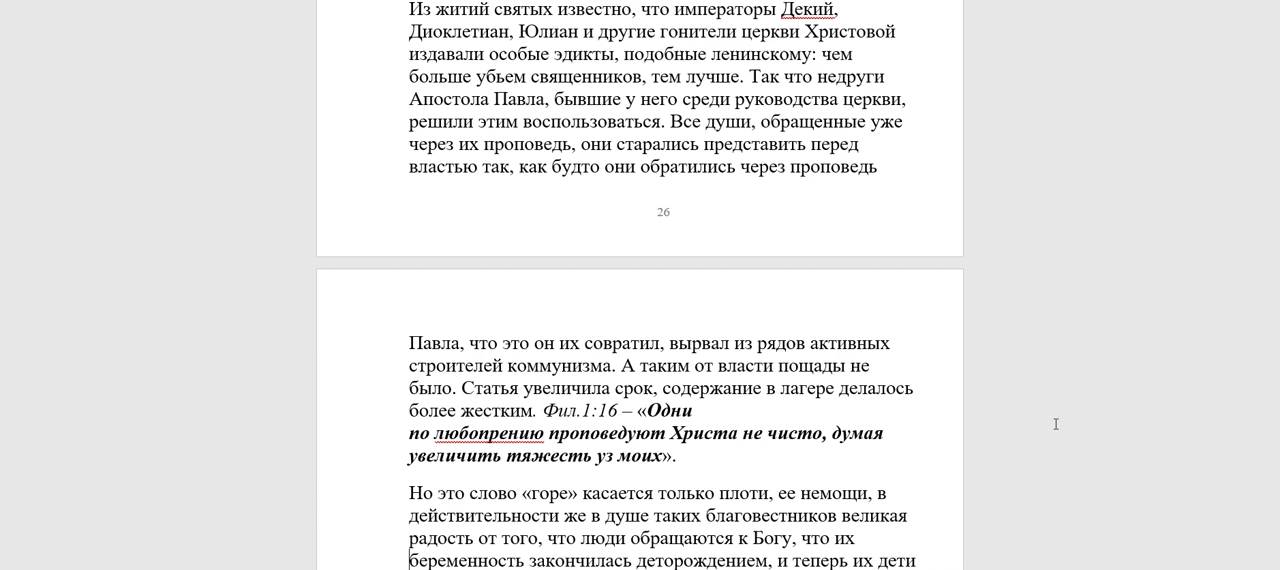 Из житий святых известно, что императоры Декий,
Диоклетиан, Юлиан и другие гонители церкви Христовой
издавали особые эдикты, подобные ленинскому: чем
больше убьем священников, тем лучше. Так что недруги
Апостола Павла, бывшие у него среди руководства церкви,
решили этим воспользоваться. Все души, обращенные уже
через их проповедь, они старались представить перед
властью так, как будто они обратились через проповедь
26
Павла, что это он их совратил, вырвал из рядов активных
строителей коммунизма. А таким от власти пощады не
было. Статья увеличила срок, содержание в лагере делалось
более жестким. Фил.1:16 – «Одни
по любопрению проповедуют Христа не чисто, думая
увеличить тяжесть уз моих».
Но это слово «горе» касается только плоти, ее немощи, в
действительности же в душе таких благовестников великая
радость от того, что люди обращаются к Богу, что их
беременность закончилась деторождением, и теперь их дети